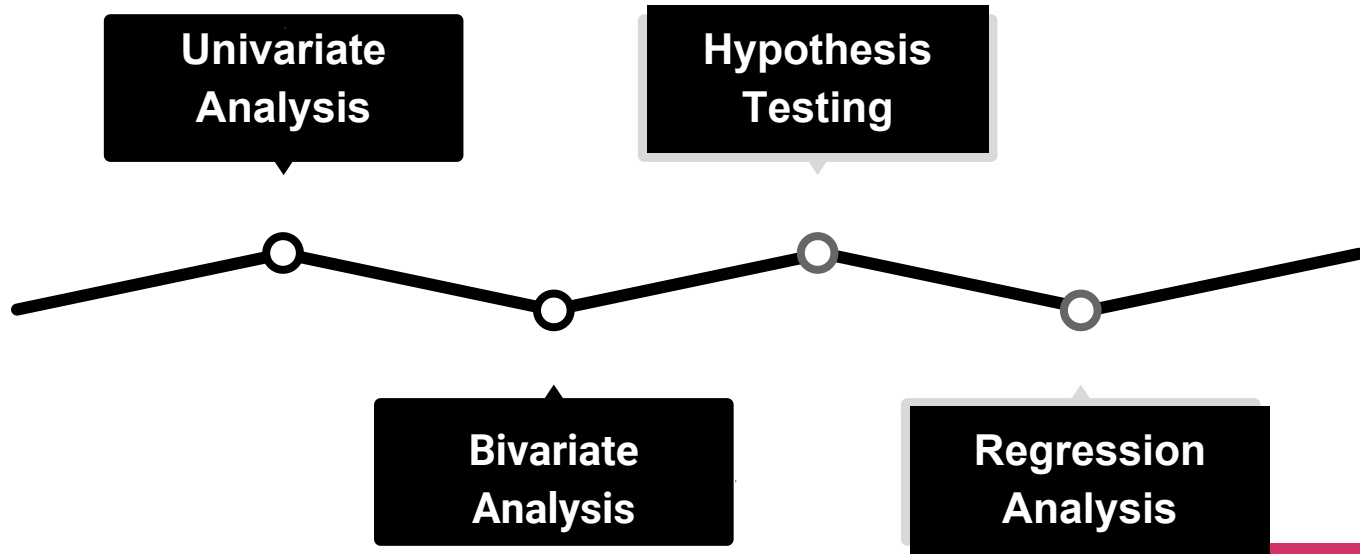 Univariate
Analysis
Hypothesis
Testing
Bivariate
Analysis
Regression
Analysis